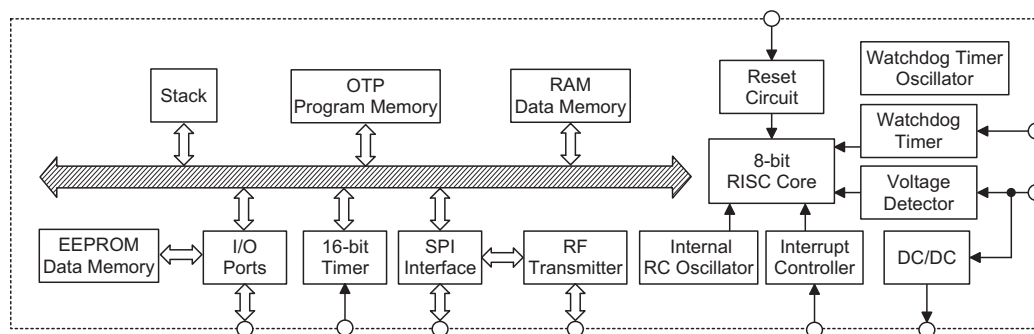 Stack
OTP
Program Memory
RAM
Data Memory
Reset
Circuit
Watchdog Timer
Oscillator
Watchdog
Timer
8-bit
RISC Core
Voltage
Detector
EEPROM
Data Memory
I/O
Ports
16-bit
Timer
SPI
Interface
RF
Transmitter
Internal
RC Oscillator
Interrupt
Controller
DC/DC